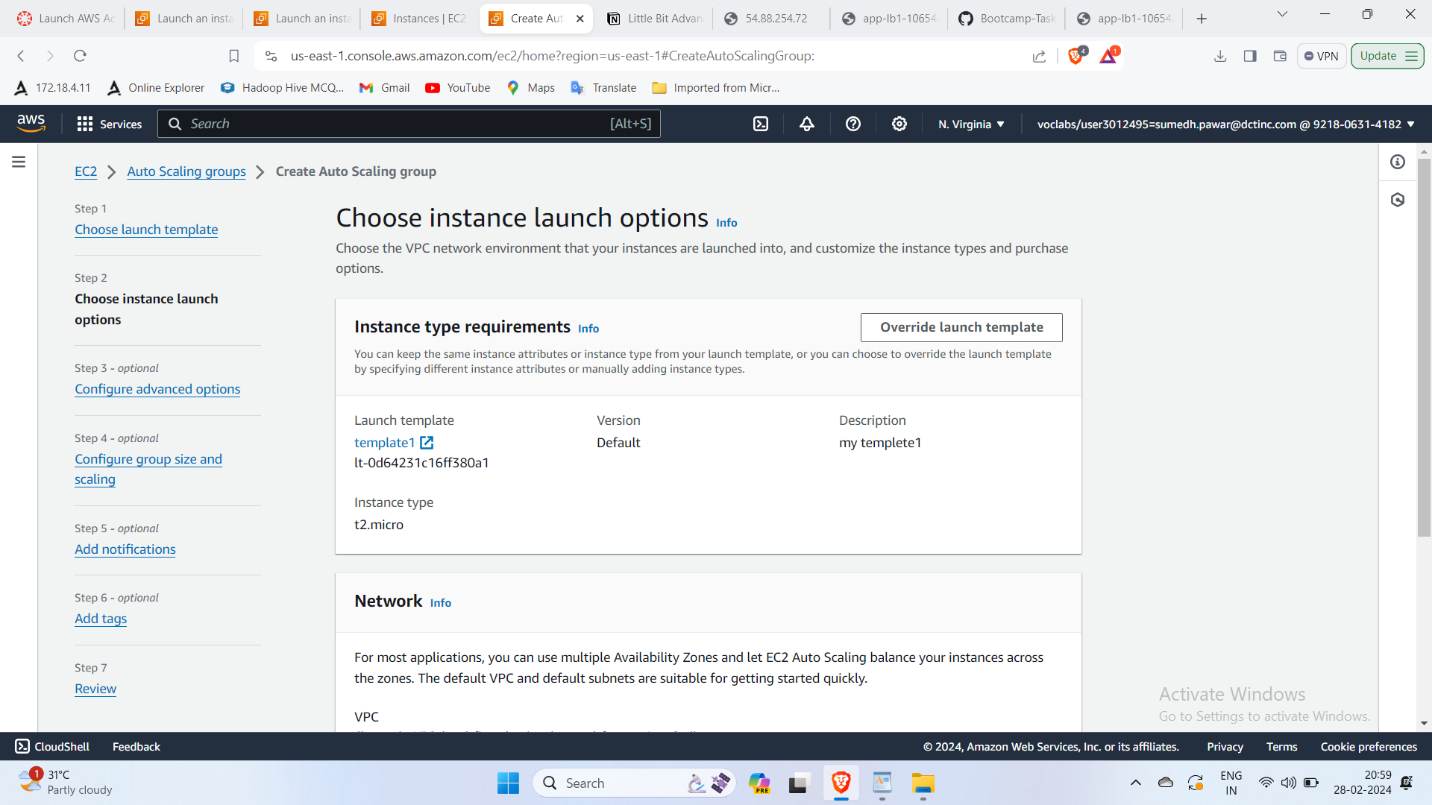 Launch AWS Ac
Launch an insta
Launch an insta
Instances | EC2
Create Aut
Little Bit Advan
54.88.254.72
app-lb1-10654
Bootcamp-Task
app-lb1-10654
us-east-1.console.aws.amazon.com/ec2/home?region=us-east-1#CreateAutoScalingGroup:
4
1
VPN
Update
172.18.4.11
Online Explorer
Hadoop Hive MCQ...
Gmail
YouTube
Maps
Translate
Imported from Micr...
aws
Services
Search
[Alt+S]
N. Virginia
voclabs/user3012495=sumedh.pawar@dctinc.com @ 9218-0631-4182
EC2
Auto Scaling groups
Create Auto Scaling group
Step 1
Choose launch template
Step 2
Choose instance launch
options
Step 3 - optional
Configure advanced options
Step 4 - optional
Configure group size and
scaling
Step 5 - optional
Add notifications
Step 6 - optional
Add tags
Step 7
Review
Choose instance launch options Info
Choose the VPC network environment that your instances are launched into, and customize the instance types and purchase
options.
Instance type requirements Info
Override launch template
You can keep the same instance attributes or instance type from your launch template, or you can choose to override the launch template
by specifying different instance attributes or manually adding instance types.
Launch template
template1
lt-0d64231c16ff380a1
Version
Default
Description
my templete1
Instance type
t2.micro
Network Info
For most applications, you can use multiple Availability Zones and let EC2 Auto Scaling balance your instances across
the zones. The default VPC and default subnets are suitable for getting started quickly.
VPC
Activate Windows
Go to Settings to activate Windows.
CloudShell
Feedback
© 2024, Amazon Web Services, Inc. or its affiliates.
Privacy
Terms
Cookie preferences
1
31°C
Partly cloudy
Search
PRE
ENG
IN
20:59
28-02-2024